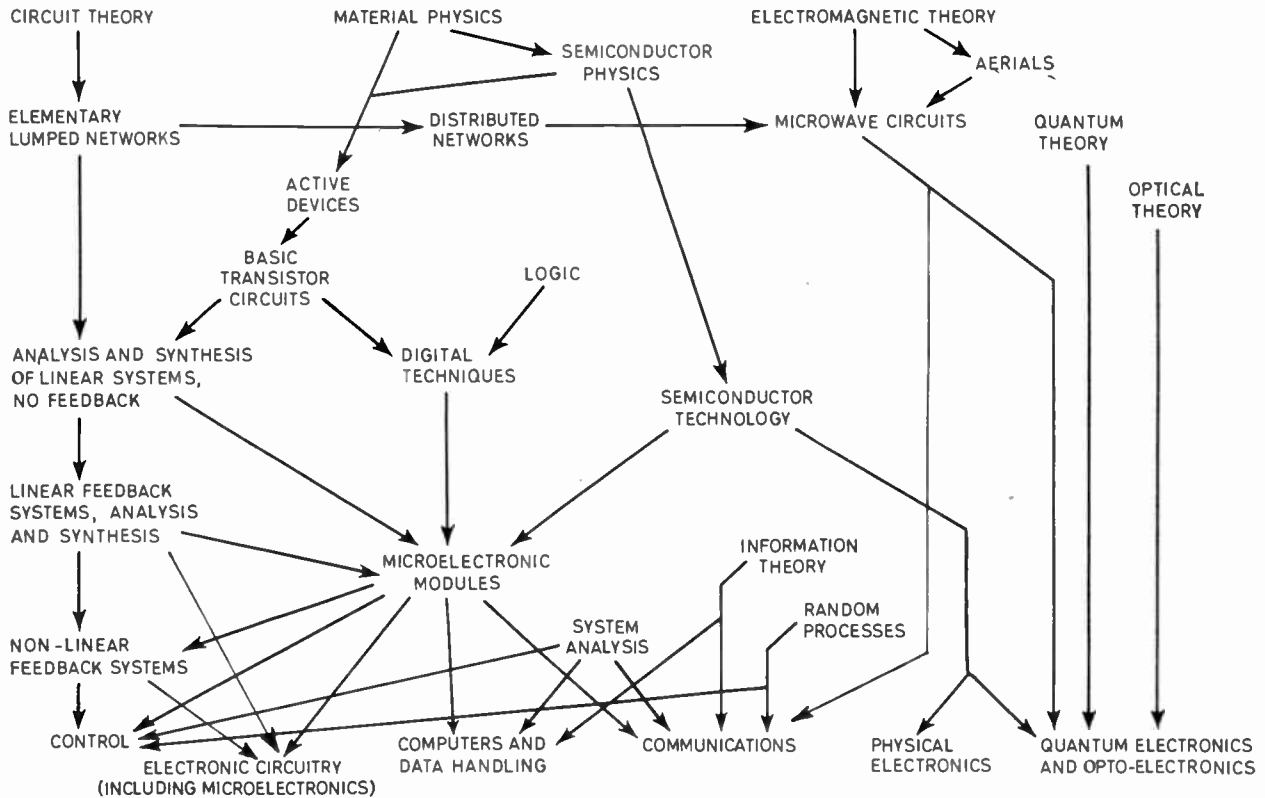 CIRCUIT THEORY
MATERIAL PHYSICS
ELECTROMAGNETIC THEORY
SEMICONDUCTOR
PHYSICS
AERIALS
ELEMENTARY
LUMPED NETWORKS
DISTRIBUTED
NETWORKS
MICROWAVE CIRCUITS
QUANTUM
THEORY
ACTIVE
DEVICES
OPTICAL
THEORY
BASIC
TRANSISTOR
CIRCUITS
LOGIC
ANALYSIS AND SYNTHESIS
OF LINEAR SYSTEMS,
NO FEEDBACK
DIGITAL
TECHNIQUES
SEMICONDUCTOR
TECHNOLOGY
LINEAR FEEDBACK
SYSTEMS, ANALYSIS
AND SYNTHESIS
MICROELECTRONIC
MODULES
INFORMATION
THEORY
RANDOM
PROCESSES
SYSTEM
ANALYSIS
NON-LINEAR
FEEDBACK SYSTEMS
CONTROL
ELECTRONIC CIRCUITRY
(INCLUDING MICROELECTRONICS)
COMPUTERS AND
DATA HANDLING
COMMUNICATIONS
PHYSICAL
ELECTRONICS
QUANTUM ELECTRONICS
AND OPTO-ELECTRONICS